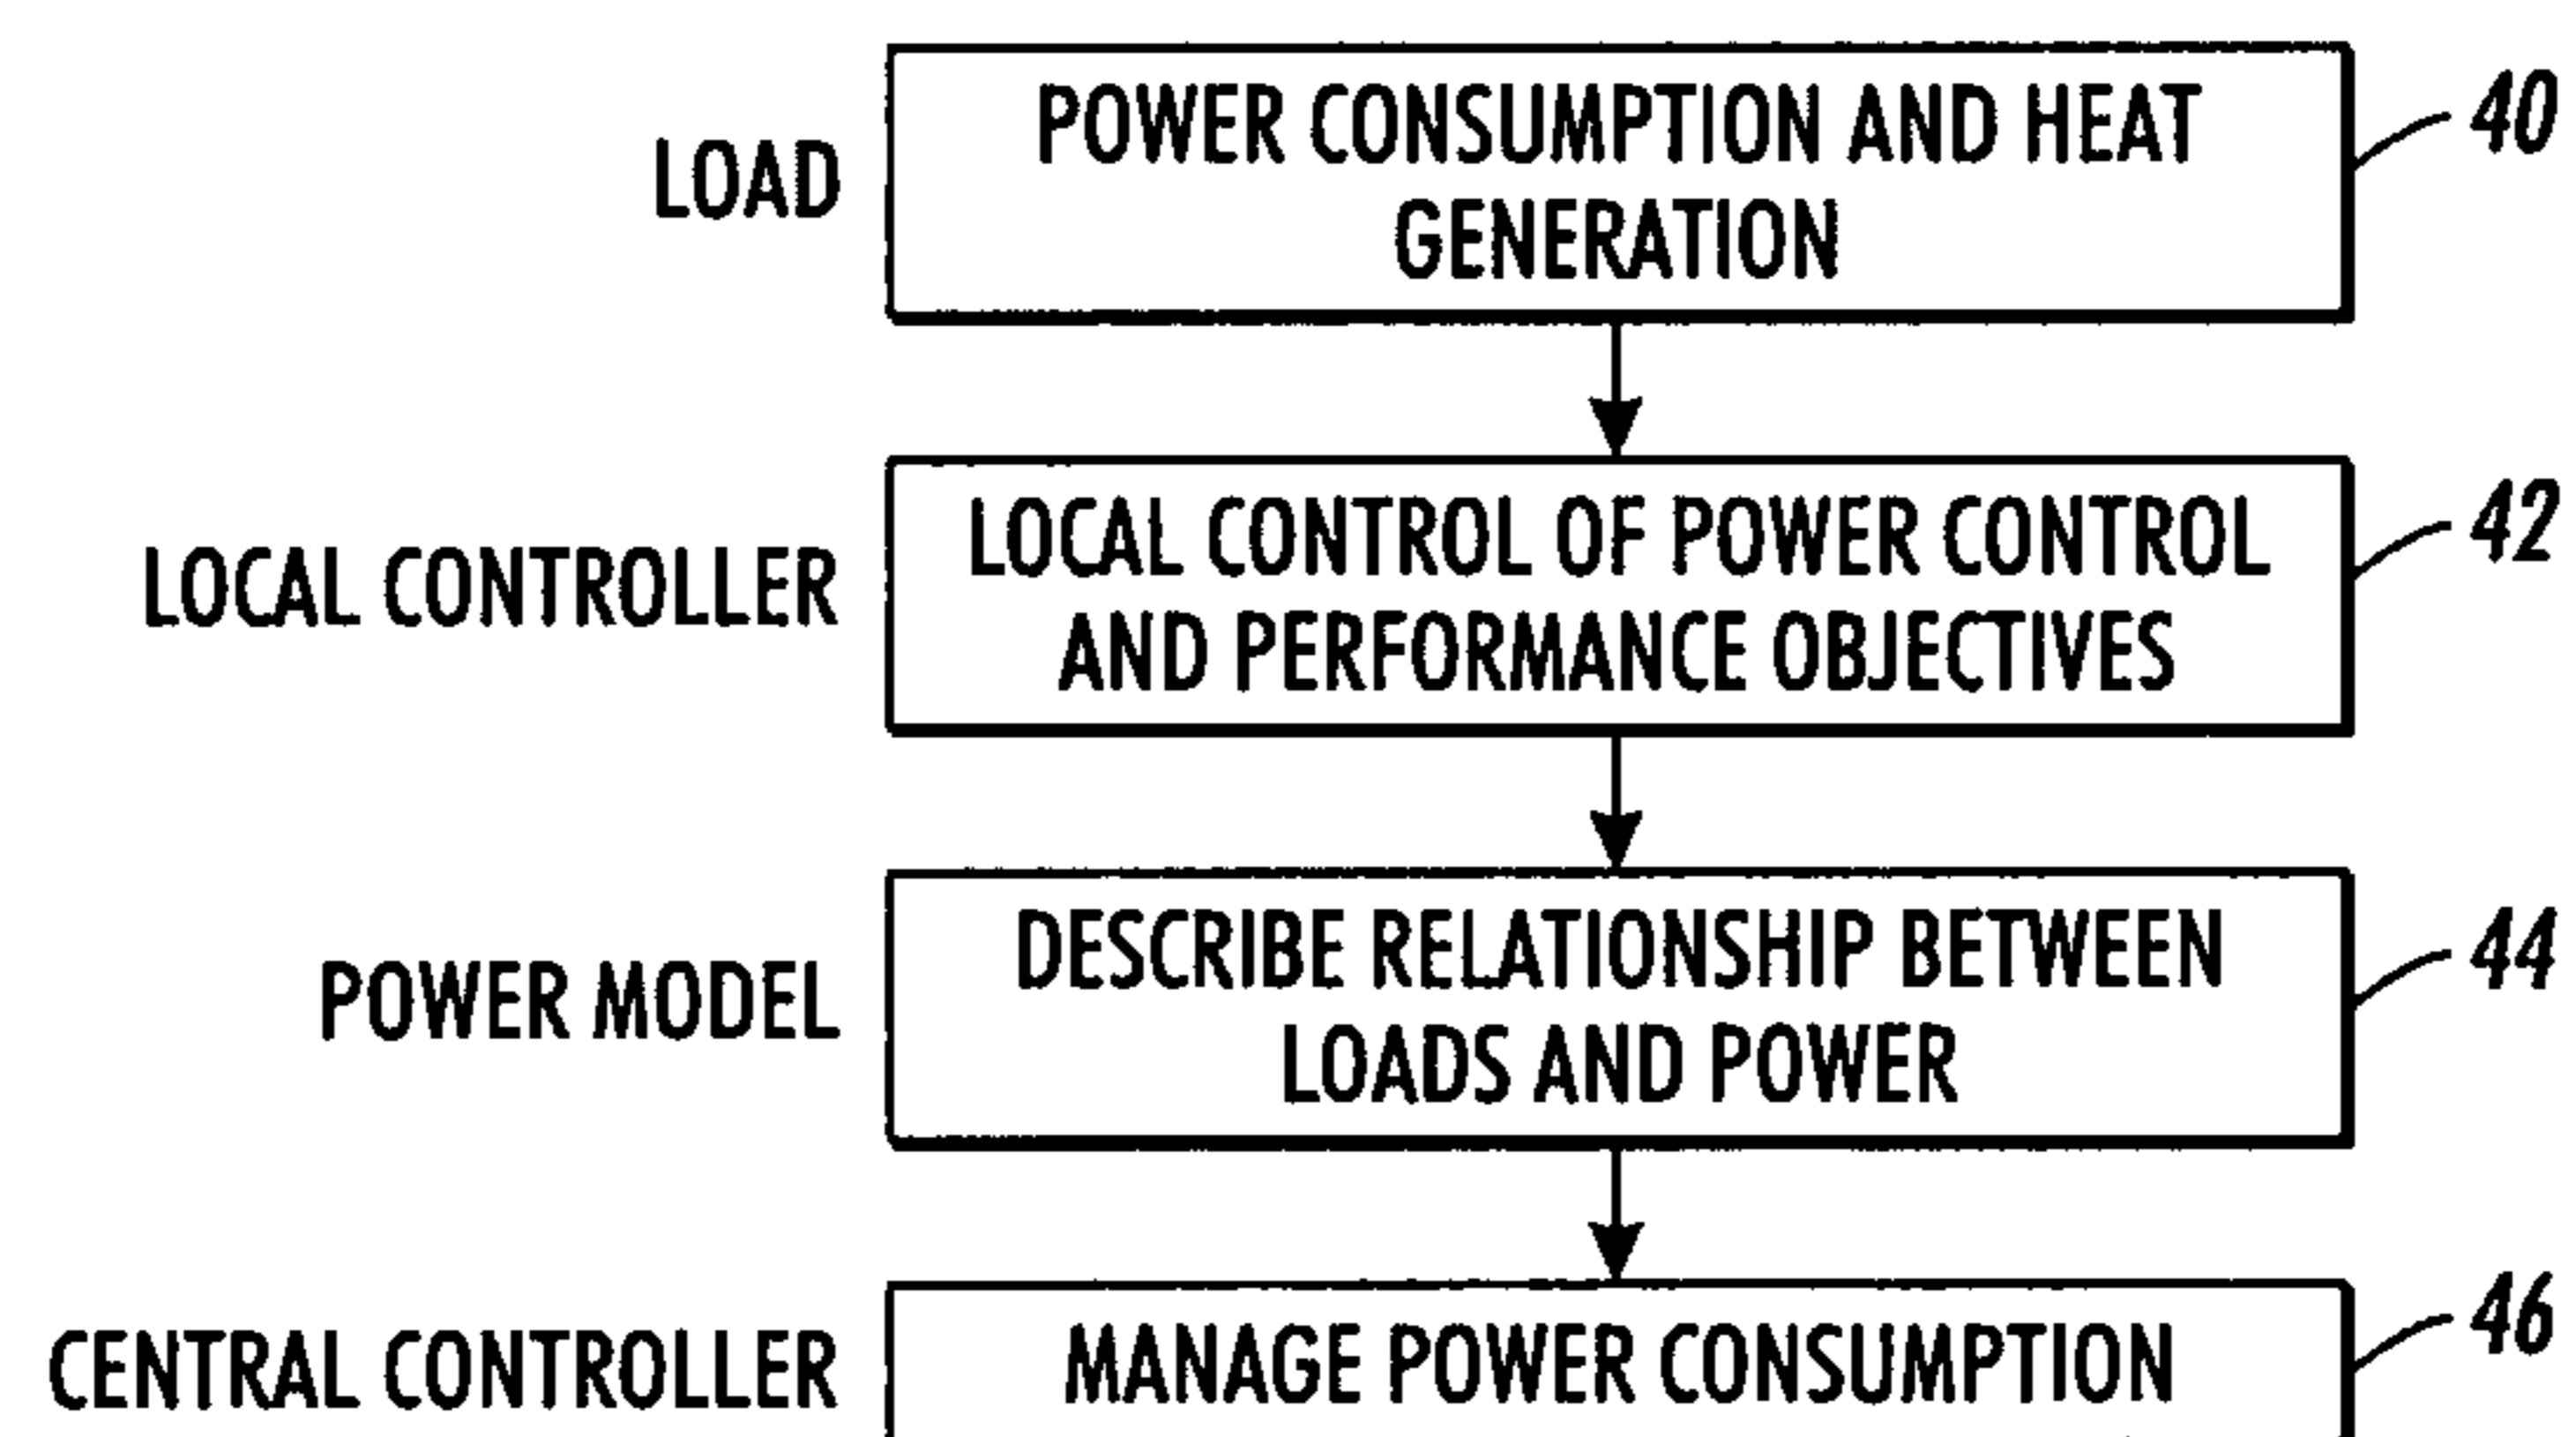 LOAD
POWER CONSUMPTION AND HEAT
GENERATION
40
LOCAL CONTROLLER
LOCAL CONTROL OF POWER CONTROL
AND PERFORMANCE OBJECTIVES
42
POWER MODEL
DESCRIBE RELATIONSHIP BETWEEN
LOADS AND POWER
44
CENTRAL CONTROLLER
MANAGE POWER CONSUMPTION
46